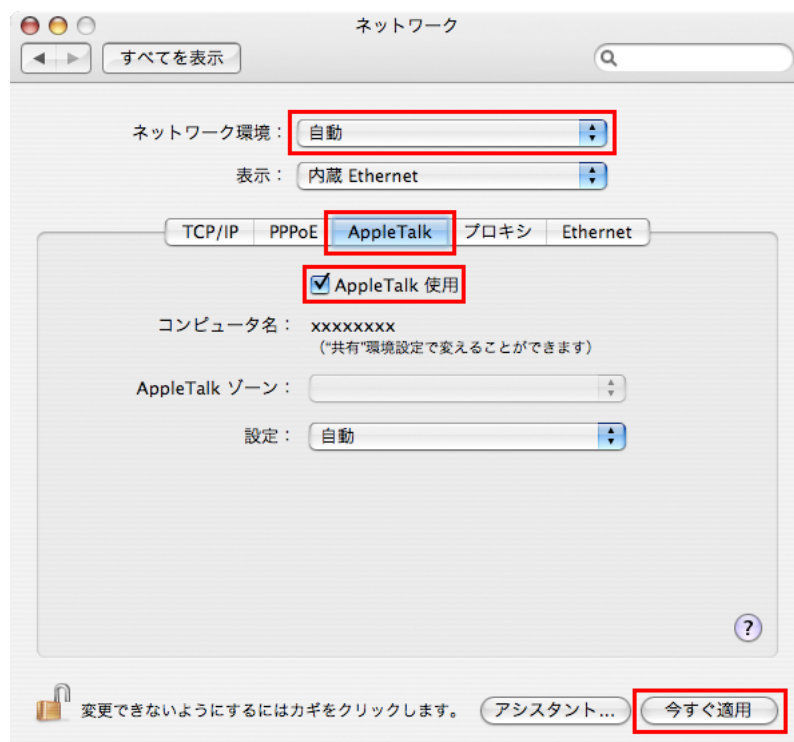 ネットワーク
すべてを表示
ネットワーク環境： 自動
表示： 内蔵 Ethernet
TCP/IP PPPoE AppleTalk プロキシ Ethernet
AppleTalk 使用
コンピュータ名： xxxxxxxx
（“共有”環境設定で変えることができます）
AppleTalk ゾーン：
設定： 自動
?
変更できないようにするにはカギをクリックします。 アシスタント... 今すぐ適用